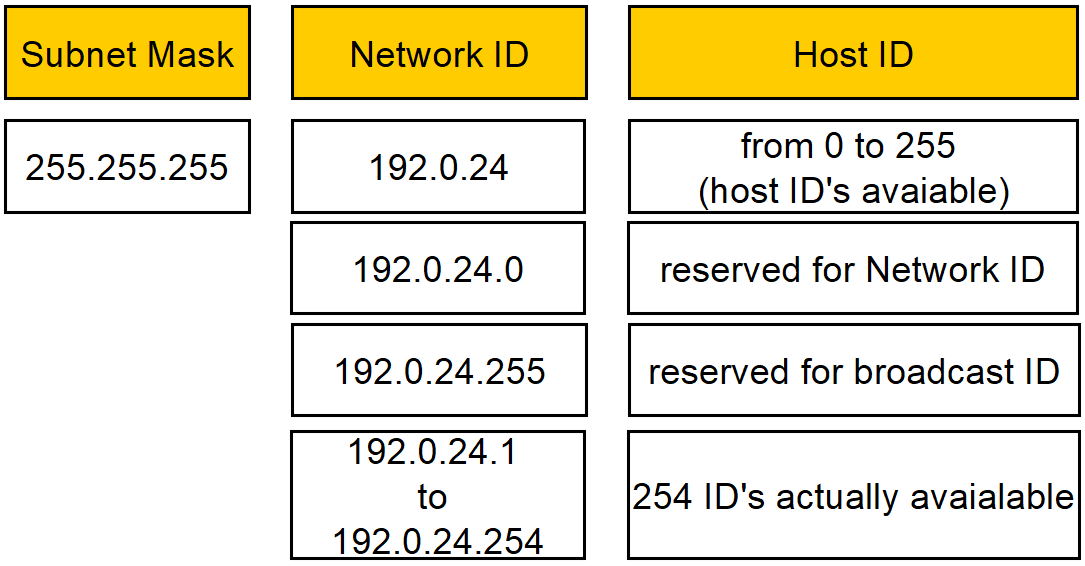 Subnet Mask
Network ID
Host ID
255.255.255
192.0.24
from 0 to 255
(host ID's avaiable)
192.0.24.0
reserved for Network ID
192.0.24.255
reserved for broadcast ID
192.0.24.1
to
192.0.24.254
254 ID's actually avaialable